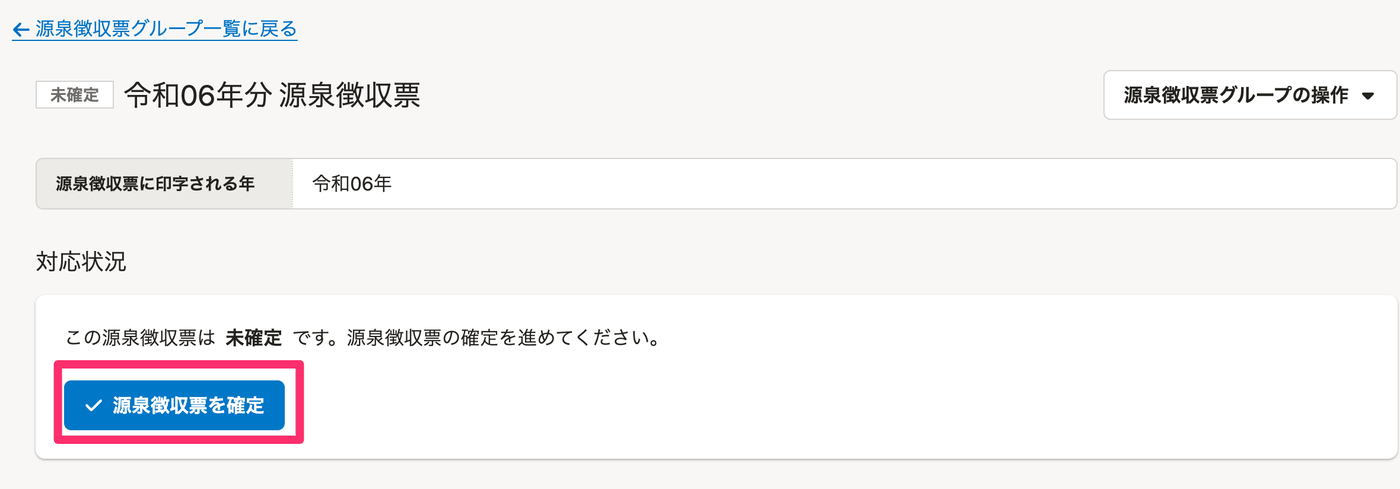 ← 源泉徴収票グループ一覧に戻る
未確定 令和06年分 源泉徴収票
源泉徴収票グループの操作
源泉徴収票に印字される年 令和06年
対応状況
この源泉徴収票は 未確定 です。源泉徴収票の確定を進めてください。
源泉徴収票を確定